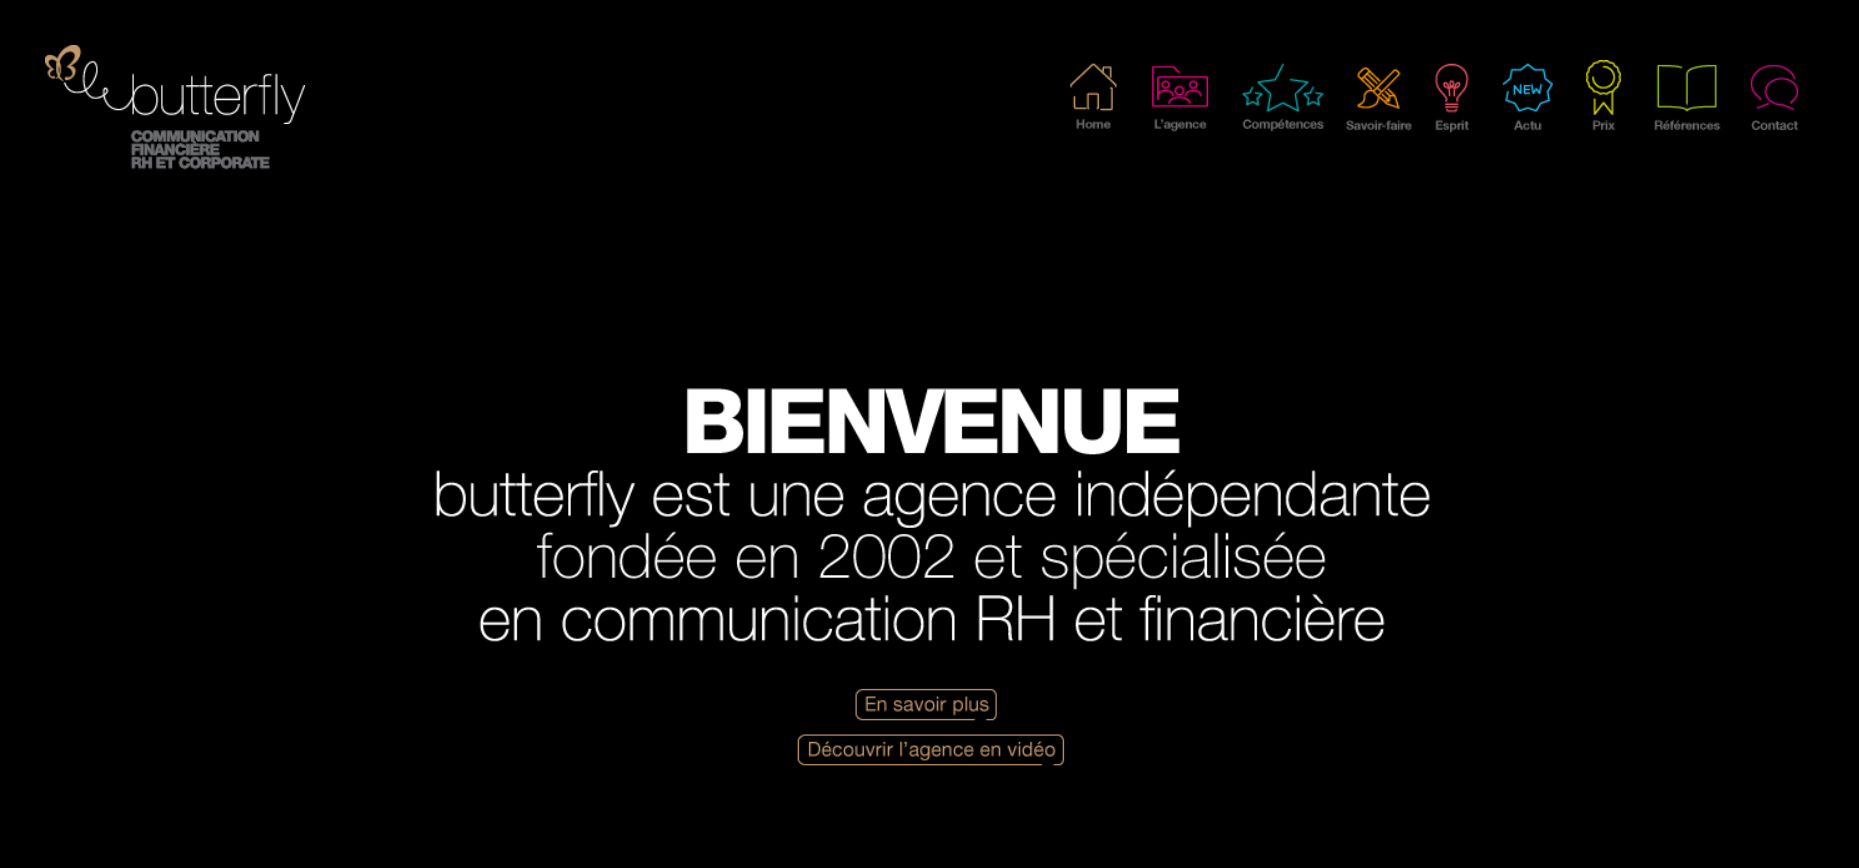 butterfly
COMMUNICATION
FINANCIÈRE
RH ET CORPORATE
Home
L'agence
Compétences
Savoir-faire
Esprit
NEW
Actu
Prix
Références
Contact
BIENVENUE
butterfly est une agence indépendante
fondée en 2002 et spécialisée
en communication RH et financière
En savoir plus
Découvrir l'agence en vidéo